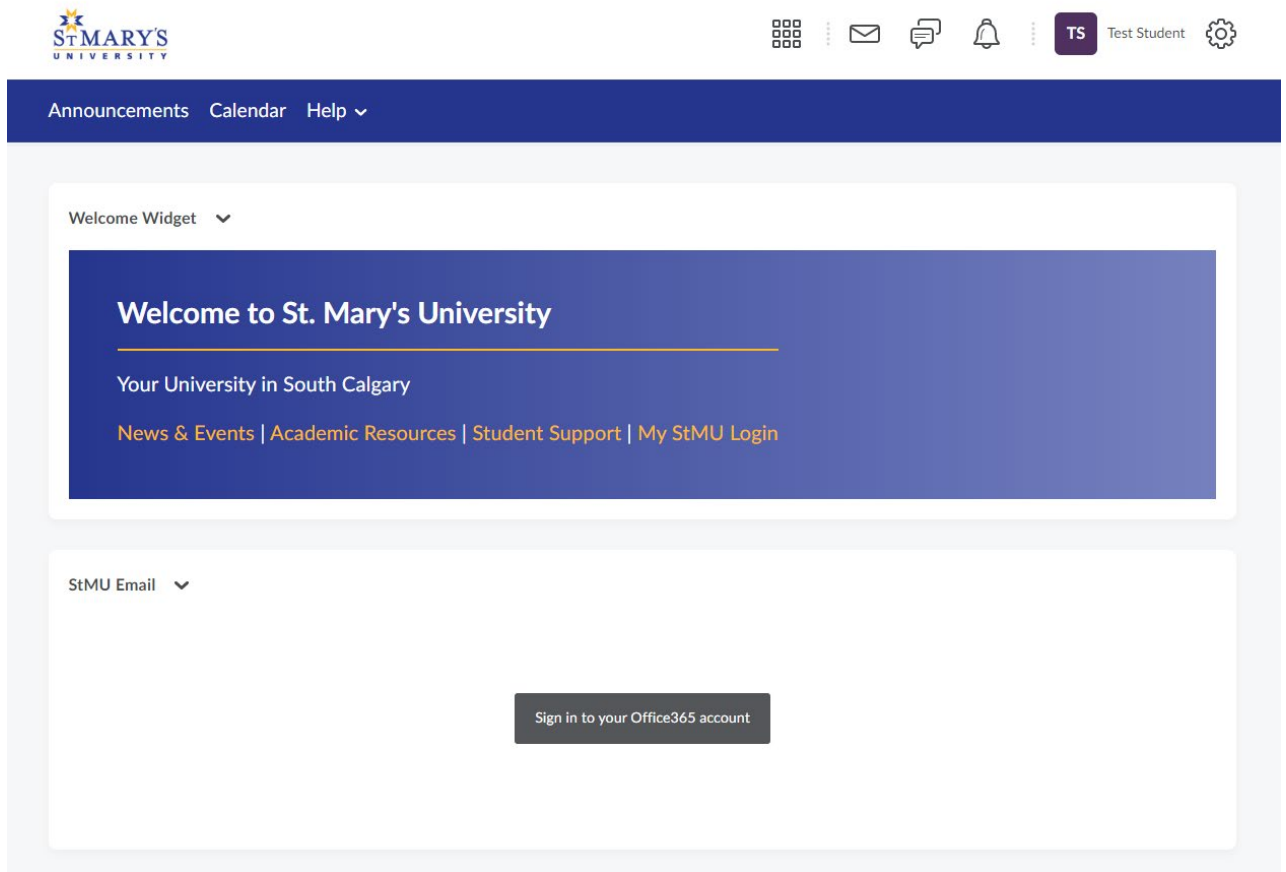 ST MARY'S
UNIVERSITY
TS
Test Student
Announcements Calendar Help
Welcome Widget
Welcome to St. Mary's University
Your University in South Calgary
News & Events | Academic Resources | Student Support | My StMU Login
StMU Email
Sign in to your Office365 account